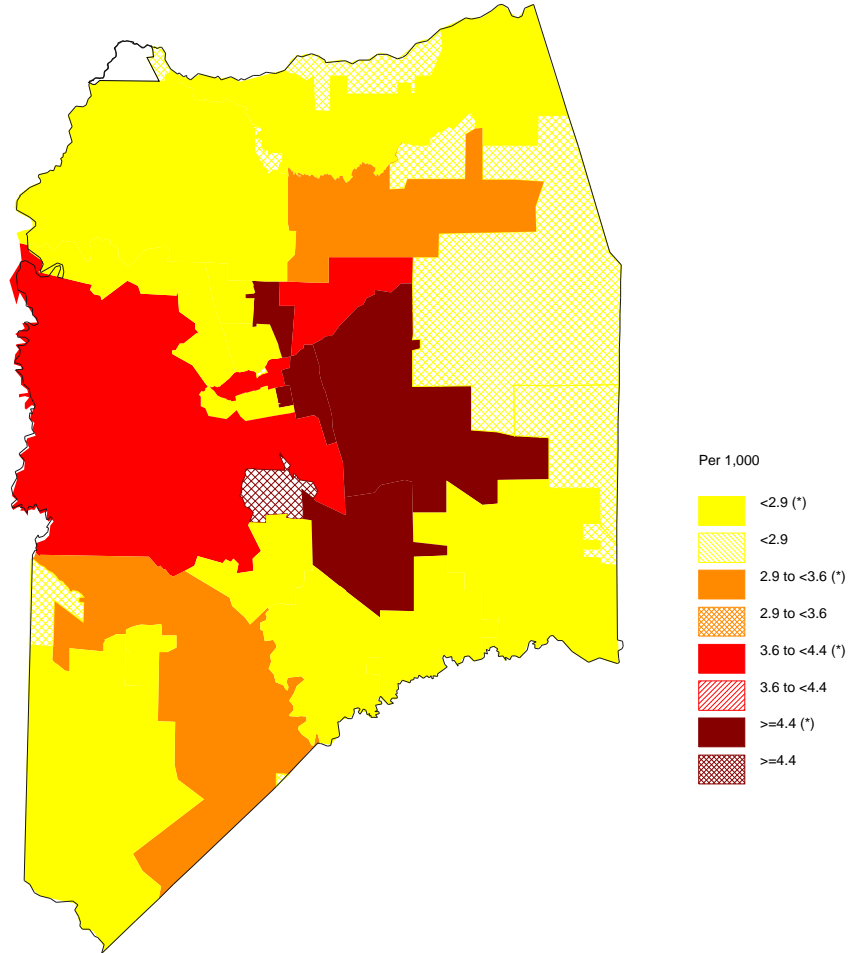 Per 1,000
<2.9 (*)
<2.9
2.9 to <3.6 (*)
2.9 to <3.6
3.6 to <4.4 (*)
3.6 to <4.4
>=4.4 (*)
>=4.4